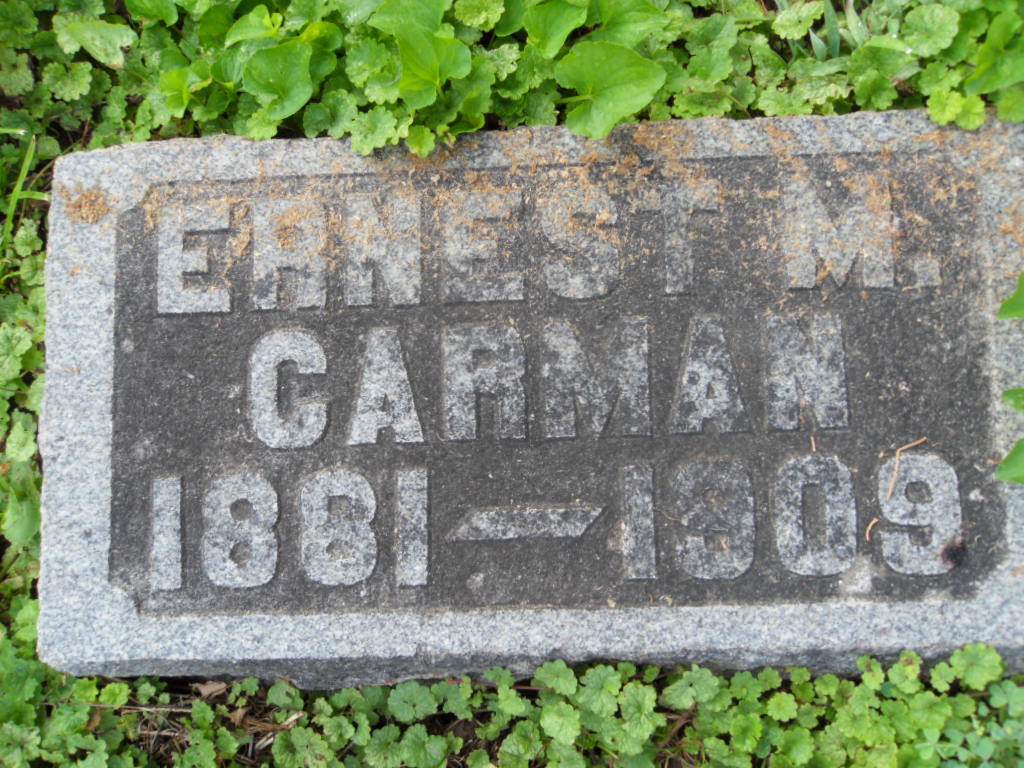 ERNEST M.
CARMAN
1881 — 1909